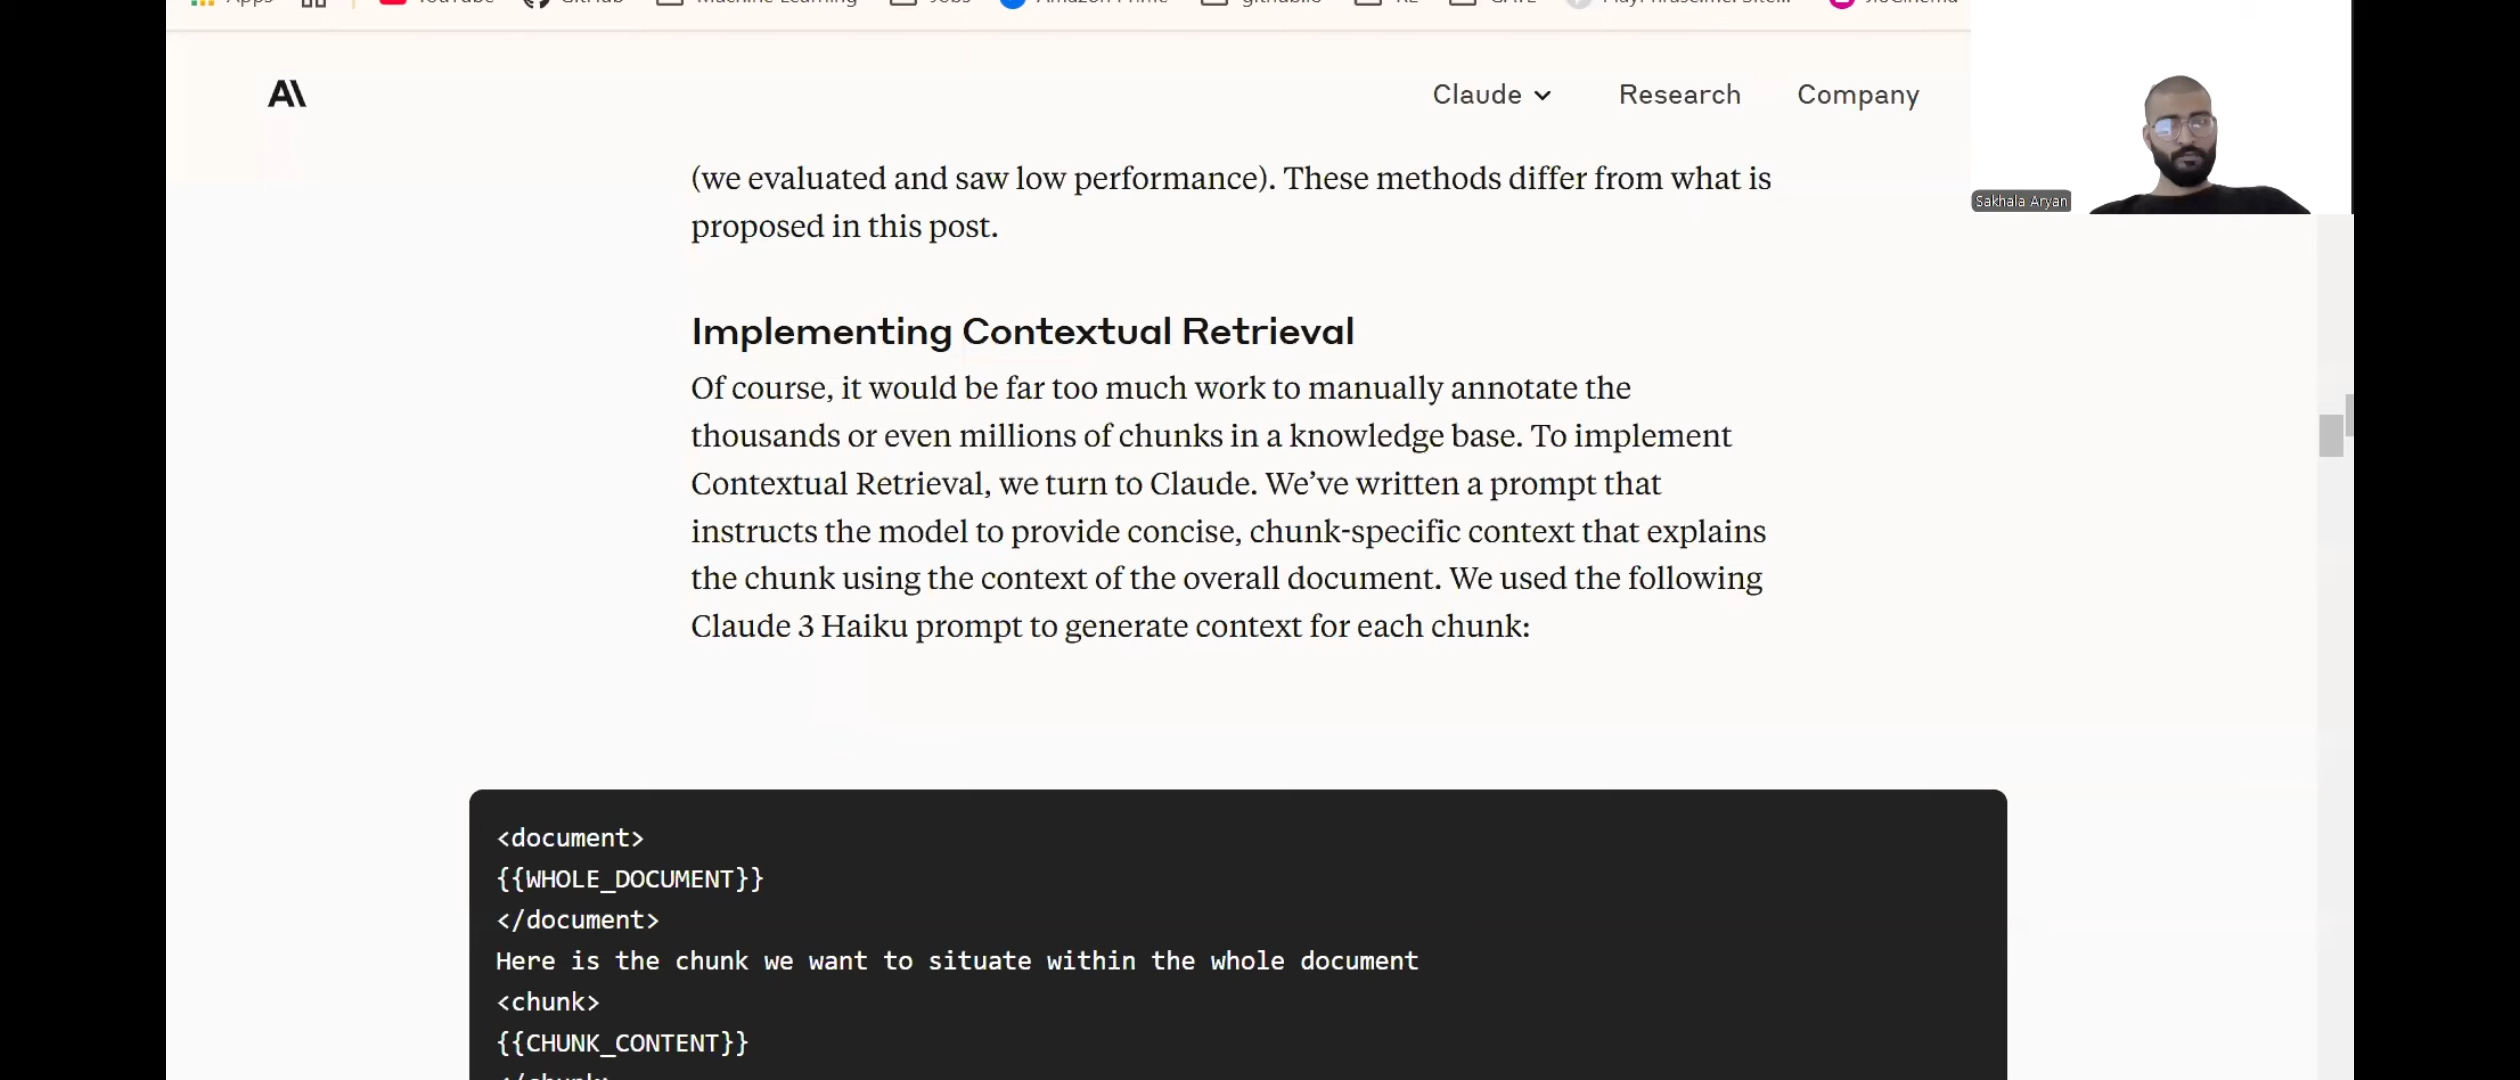 Claude
Research
Company
Sakhala Aryan
(we evaluated and saw low performance). These methods differ from what is
proposed in this post.
Implementing Contextual Retrieval
Of course, it would be far too much work to manually annotate the
thousands or even millions of chunks in a knowledge base. To implement
Contextual Retrieval, we turn to Claude. We’ve written a prompt that
instructs the model to provide concise, chunk-specific context that explains
the chunk using the context of the overall document. We used the following
Claude 3 Haiku prompt to generate context for each chunk:
<document>
{{WHOLE_DOCUMENT}}
</document>
Here is the chunk we want to situate within the whole document
<chunk>
{{CHUNK_CONTENT}}